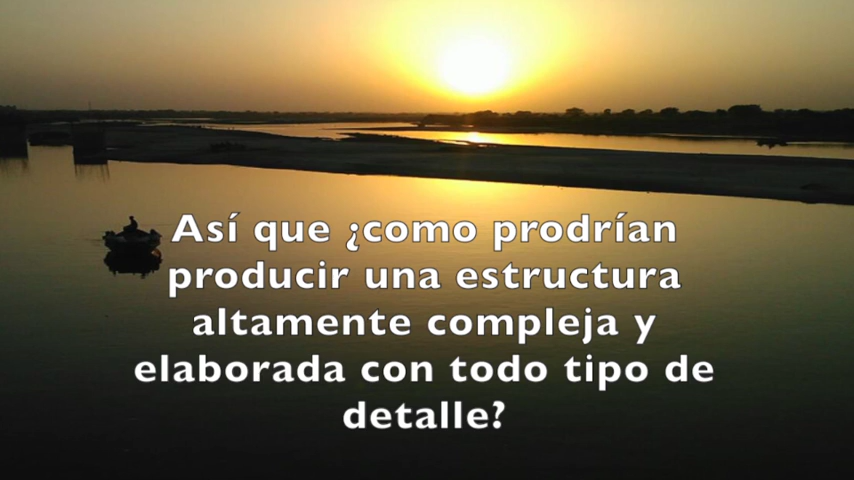 Así que ¿como prodrían
producir una estructura
altamente compleja y
elaborada con todo tipo de
detalle?